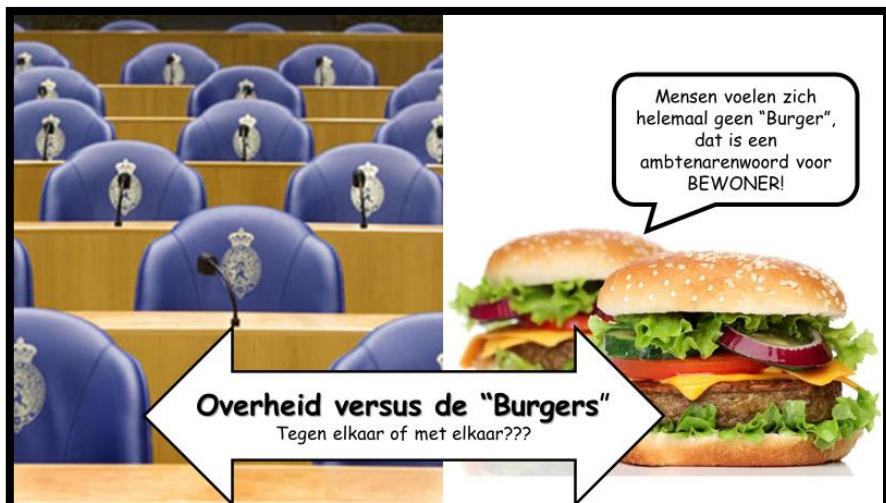 Mensen voelen zich
helemaal geen “Burger”,
dat is een
ambtenarenwoord voor
BEWONER!
Overheid versus de “Burgers”
Tegen elkaar of met elkaar???